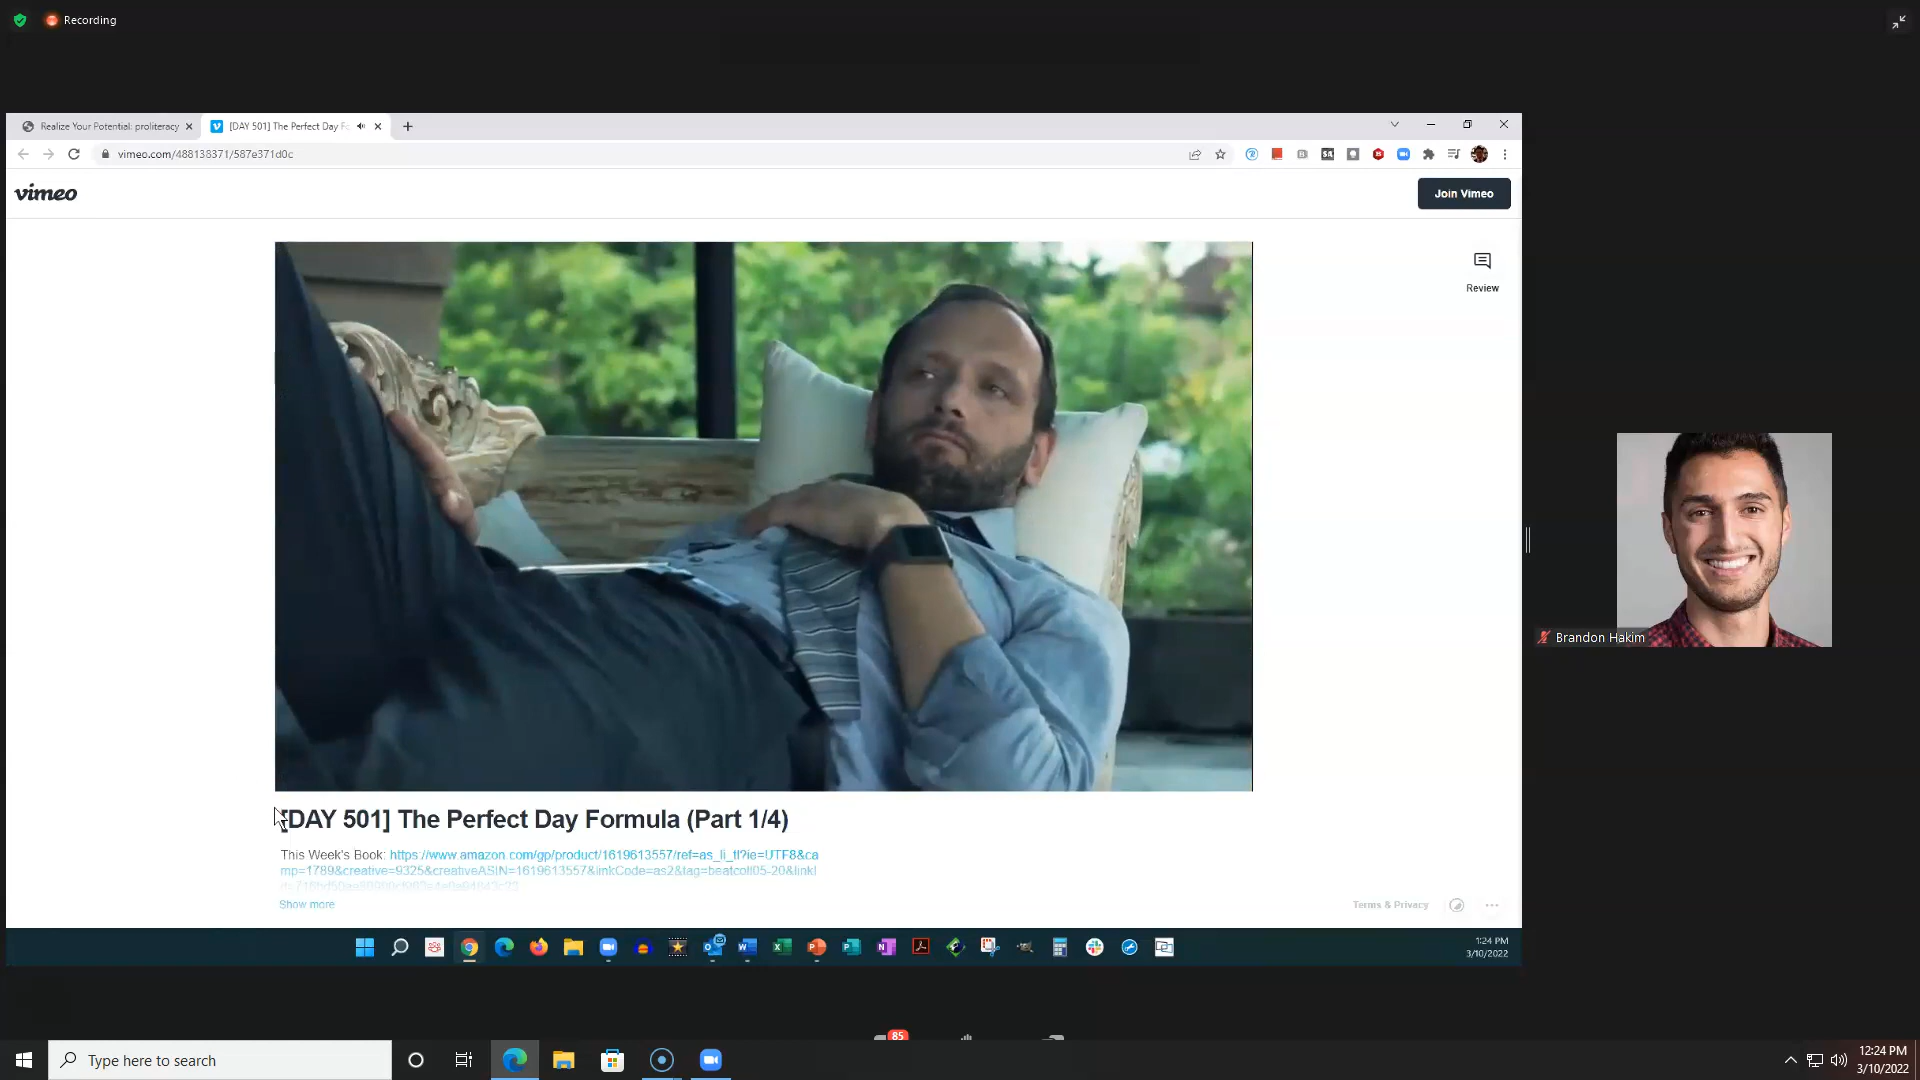 Recording
Realize Your Potential: proliteracy
[DAY 501] The Perfect Day Fo
vimeo.com/488138371/587e371d0c
vimeo
Join Vimeo
Review
Brandon Hakim
[DAY 501] The Perfect Day Formula (Part 1/4)
This Week's Book: https://www.amazon.com/gp/product/1619613557/ref=as_li_tl?ie=UTF8&ca
mp=1789&creative=9325&creativeASIN=1619613557&linkCode=as2&tag=beatcoll05-20&linkI
Show more
Terms & Privacy
1:24 PM
3/10/2022
85
Type here to search
12:24 PM
3/10/2022